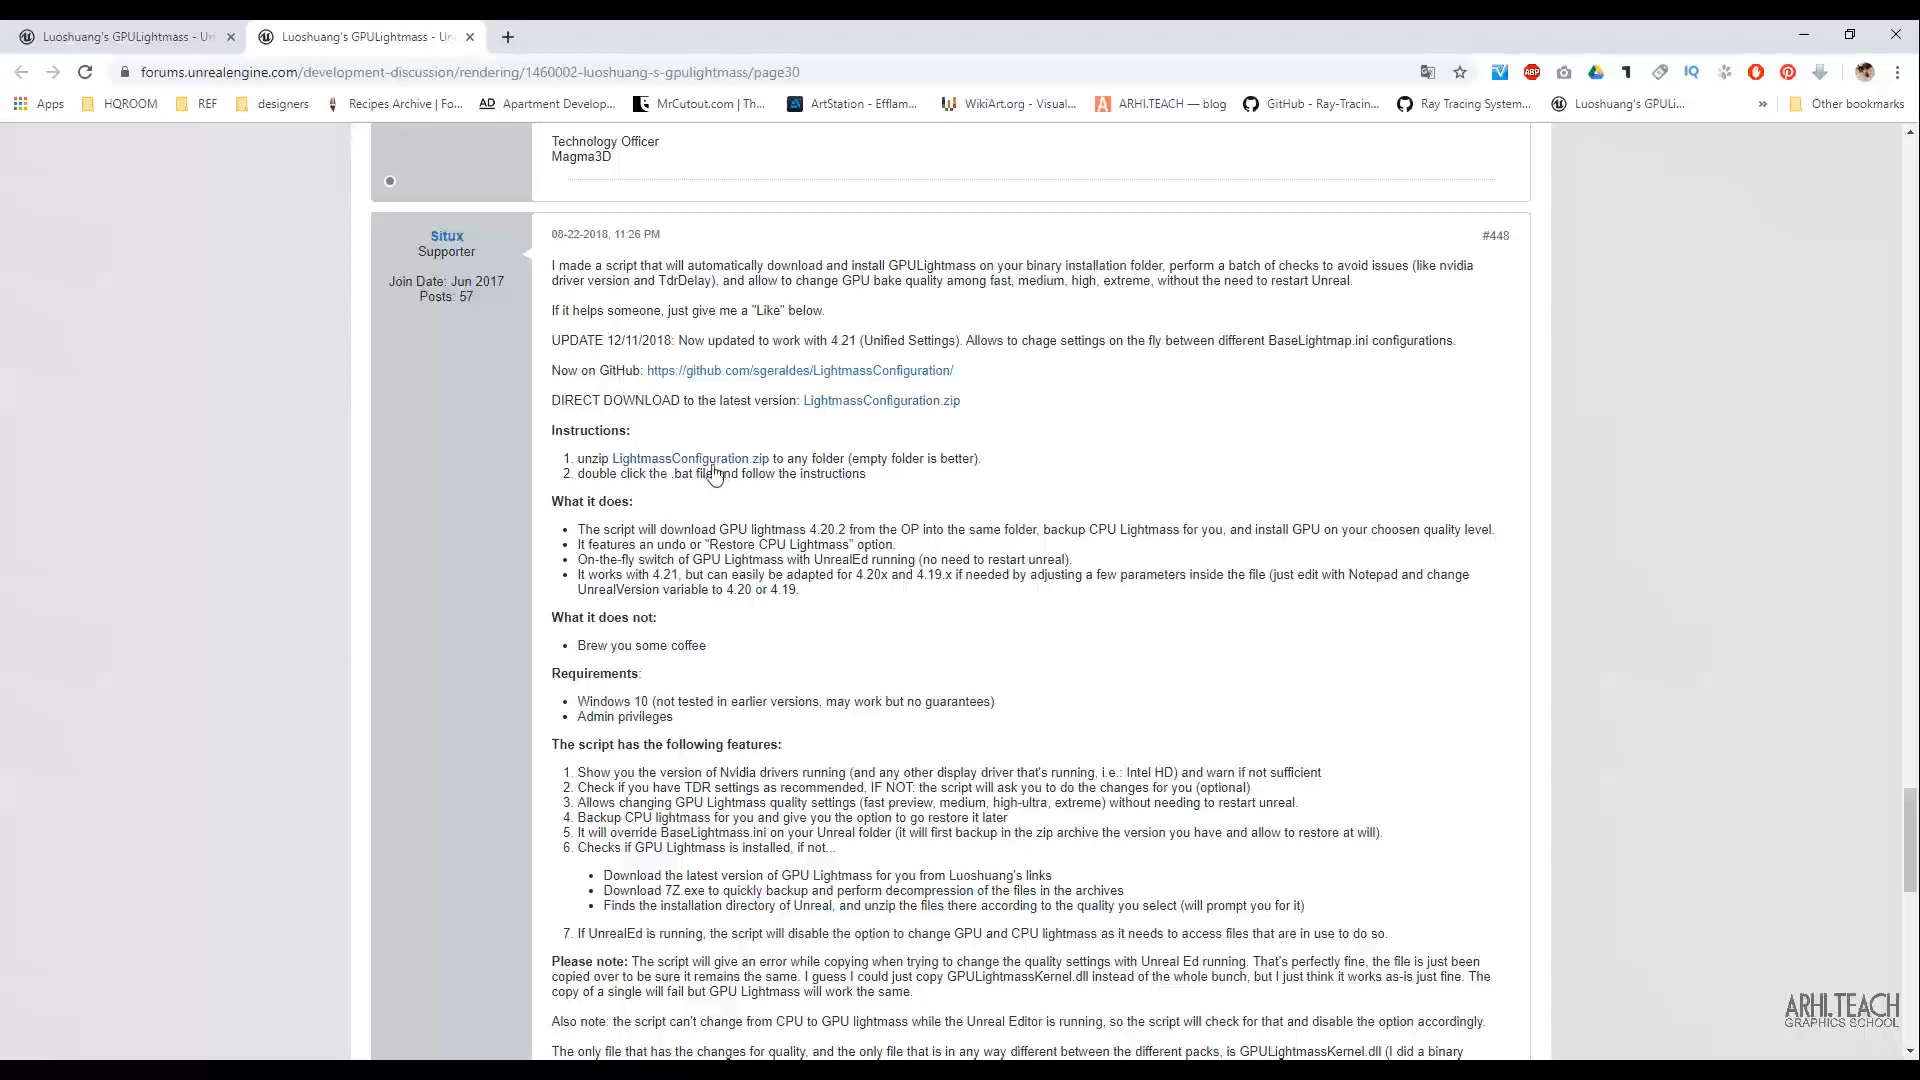 Luoshuang's GPULightmass - Un
Luoshuang's GPULightmass - Un
forums.unrealengine.com/development-discussion/rendering/1460002-luoshuang-s-gpulightmass/page30
Apps
HQROOM
REF
designers
Recipes Archive | Fo...
AD Apartment Develop...
MrCutout.com | Th...
ArtStation - Efflam...
WikiArt.org - Visual...
ARHI.TEACH — blog
GitHub - Ray-Tracin...
Ray Tracing System...
Luoshuang's GPULi...
»
Other bookmarks
Technology Officer
Magma3D
Situx
Supporter
Join Date: Jun 2017
Posts: 57
08-22-2018, 11:26 PM
#448
I made a script that will automatically download and install GPULightmass on your binary installation folder, perform a batch of checks to avoid issues (like nvidia
driver version and TdrDelay), and allow to change GPU bake quality among fast, medium, high, extreme, without the need to restart Unreal.
If it helps someone, just give me a "Like" below.
UPDATE 12/11/2018: Now updated to work with 4.21 (Unified Settings). Allows to chage settings on the fly between different BaseLightmap.ini configurations.
Now on GitHub: https://github.com/sgeraldes/LightmassConfiguration/
DIRECT DOWNLOAD to the latest version: LightmassConfiguration.zip
Instructions:
1. unzip LightmassConfiguration.zip to any folder (empty folder is better).
2. double click the .bat file and follow the instructions
What it does:
• The script will download GPU lightmass 4.20.2 from the OP into the same folder, backup CPU Lightmass for you, and install GPU on your choosen quality level.
• It features an undo or "Restore CPU Lightmass" option.
• On-the-fly switch of GPU Lightmass with UnrealEd running (no need to restart unreal).
• It works with 4.21, but can easily be adapted for 4.20x and 4.19.x if needed by adjusting a few parameters inside the file (just edit with Notepad and change
UnrealVersion variable to 4.20 or 4.19.
What it does not:
• Brew you some coffee
Requirements:
• Windows 10 (not tested in earlier versions, may work but no guarantees)
• Admin privileges
The script has the following features:
1. Show you the version of Nvidia drivers running (and any other display driver that's running, i.e.: Intel HD) and warn if not sufficient
2. Check if you have TDR settings as recommended, IF NOT: the script will ask you to do the changes for you (optional)
3. Allows changing GPU Lightmass quality settings (fast preview, medium, high-ultra, extreme) without needing to restart unreal.
4. Backup CPU lightmass for you and give you the option to go restore it later
5. It will override BaseLightmass.ini on your Unreal folder (it will first backup in the zip archive the version you have and allow to restore at will).
6. Checks if GPU Lightmass is installed, if not...
• Download the latest version of GPU Lightmass for you from Luoshuang's links
• Download 7Z.exe to quickly backup and perform decompression of the files in the archives
• Finds the installation directory of Unreal, and unzip the files there according to the quality you select (will prompt you for it)
7. If UnrealEd is running, the script will disable the option to change GPU and CPU lightmass as it needs to access files that are in use to do so.
Please note: The script will give an error while copying when trying to change the quality settings with Unreal Ed running. That's perfectly fine, the file is just been
copied over to be sure it remains the same. I guess I could just copy GPULightmassKernel.dll instead of the whole bunch, but I just think it works as-is just fine. The
copy of a single will fail but GPU Lightmass will work the same.
Also note: the script can't change from CPU to GPU lightmass while the Unreal Editor is running, so the script will check for that and disable the option accordingly.
The only file that has the changes for quality, and the only file that is in any way different between the different packs, is GPULightmassKernel.dll (I did a binary
ARHI.TEACH
GRAPHICS SCHOOL